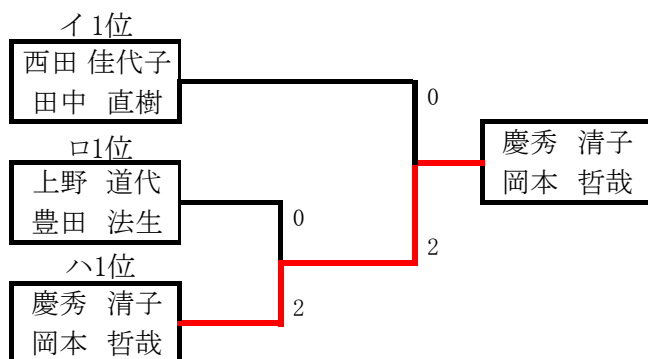 イ1位
西田 佳代子
田中 直樹
0
慶秀 清子
岡本 哲哉
ロ1位
上野 道代
豊田 法生
0
2
ハ1位
慶秀 清子
岡本 哲哉
2